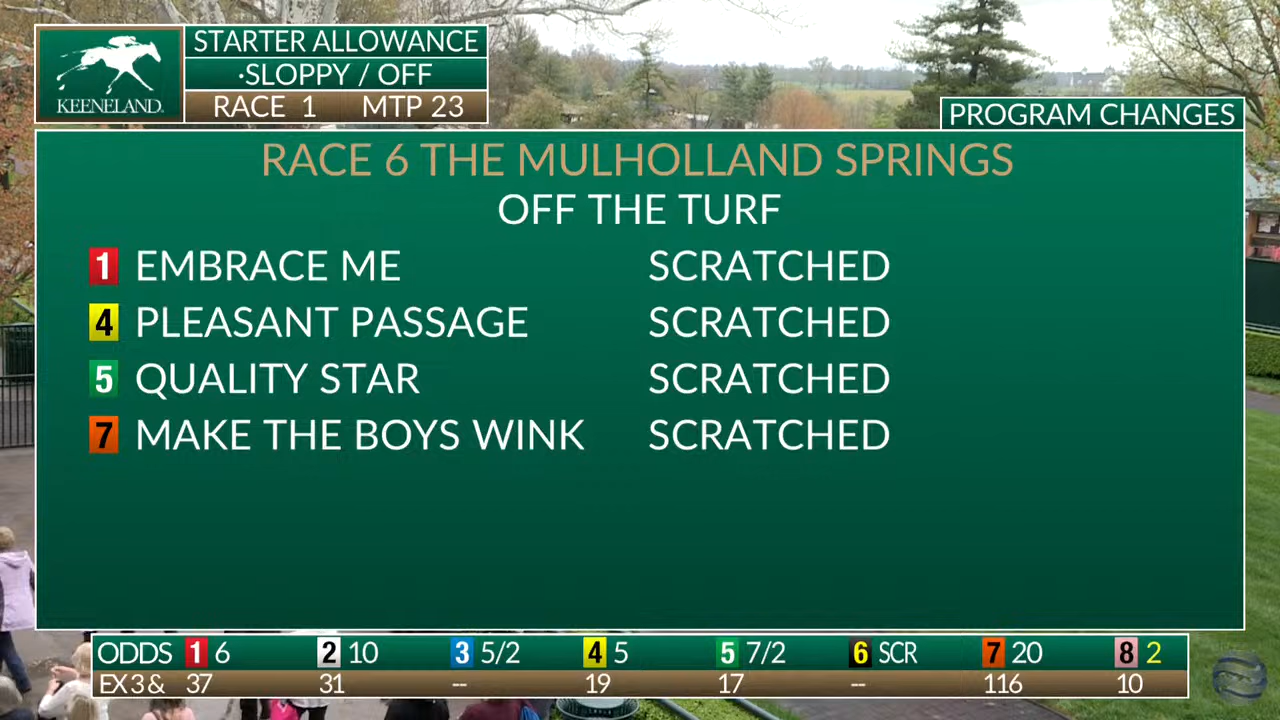 STARTER ALLOWANCE
·SLOPPY / OFF
KEENELAND.
RACE 1 MTP 23
PROGRAM CHANGES
RACE 6 THE MULHOLLAND SPRINGS
OFF THE TURF
1 EMBRACE ME SCRATCHED
4 PLEASANT PASSAGE SCRATCHED
5 QUALITY STAR SCRATCHED
7 MAKE THE BOYS WINK SCRATCHED
ODDS 1 6 2 10 3 5/2 4 5 5 7/2 6 SCR 7 20 8 2
EX 3 & 37 31 -- 19 17 -- 116 10